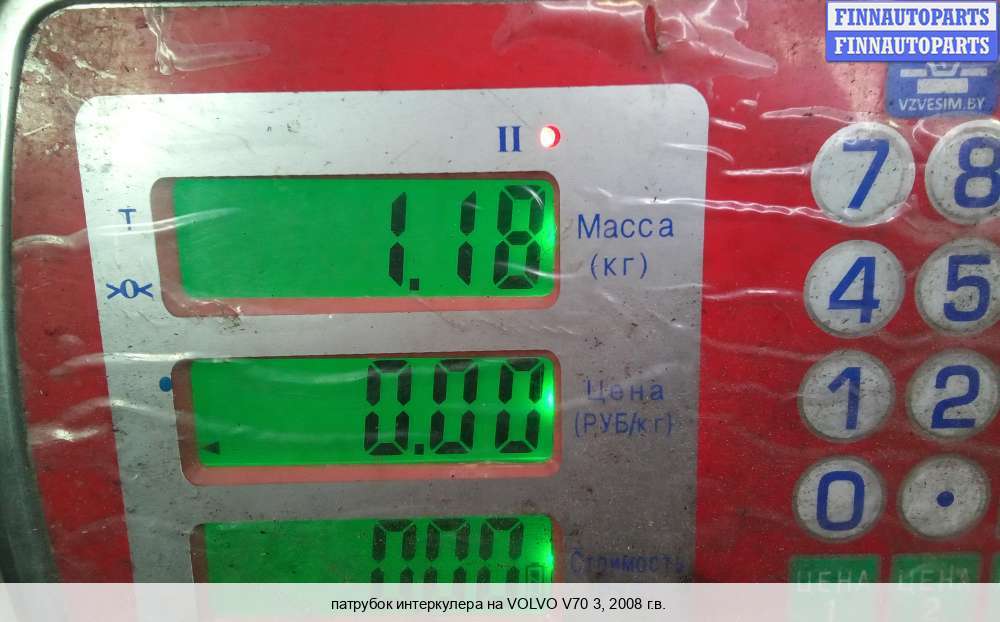 FINNAUTOPARTS
FINNAUTOPARTS
VZVESIM.BY
II
7 8
T
1.18
Масса
(кг)
>0<
4 5
0.00
Цена
(РУБ/кг)
1 2
0 .
Стоимость
ЦЕНА ЦЕНА
1 2
патрубок интеркулера на VOLVO V70 3, 2008 г.в.